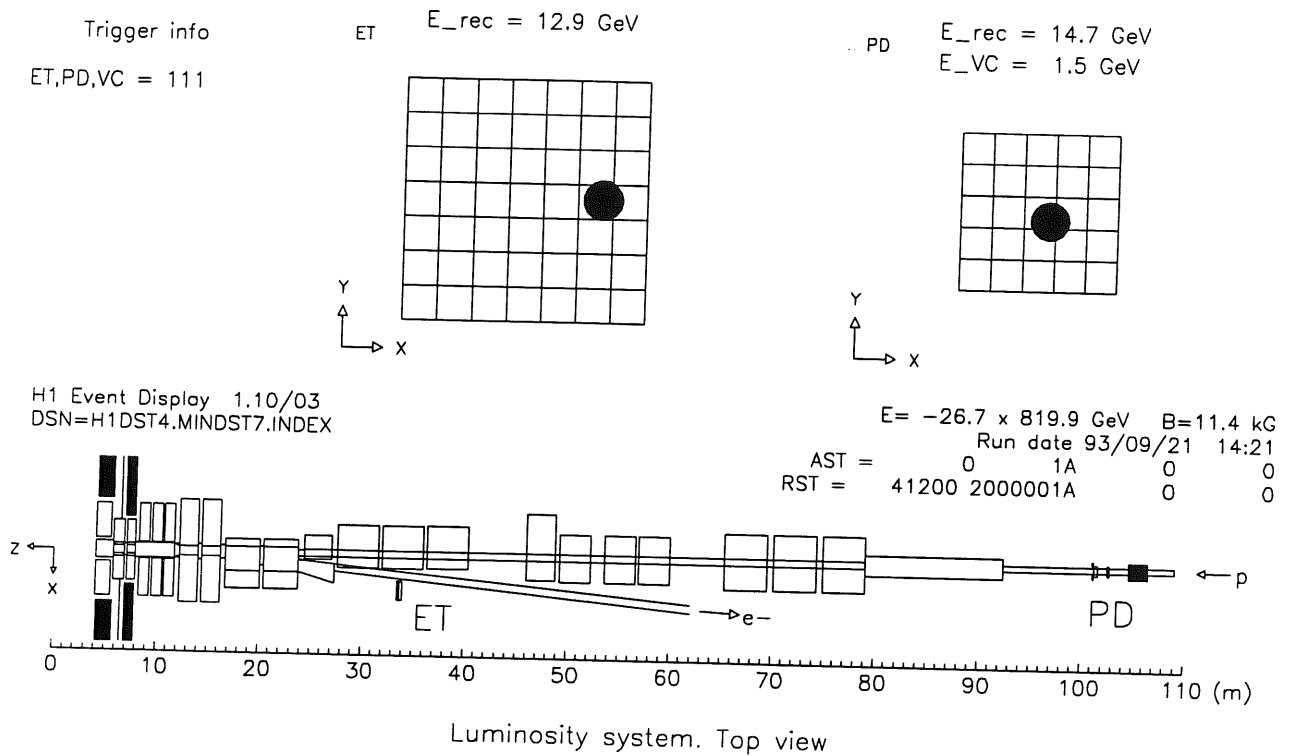 Trigger info
ET,PD,VC = 111
ET
E_rec = 12.9 GeV
PD
E_rec = 14.7 GeV
E_VC = 1.5 GeV
Y
X
Y
X
H1 Event Display 1.10/03
DSN=H1DST4.MINDST7.INDEX
E= -26.7 x 819.9 GeV B=11.4 kG
Run date 93/09/21 14:21
AST = 0 1A 0 0
RST = 41200 2000001A 0 0
Z
X
ET
e-
PD
p
0 10 20 30 40 50 60 70 80 90 100 110 (m)
Luminosity system. Top view